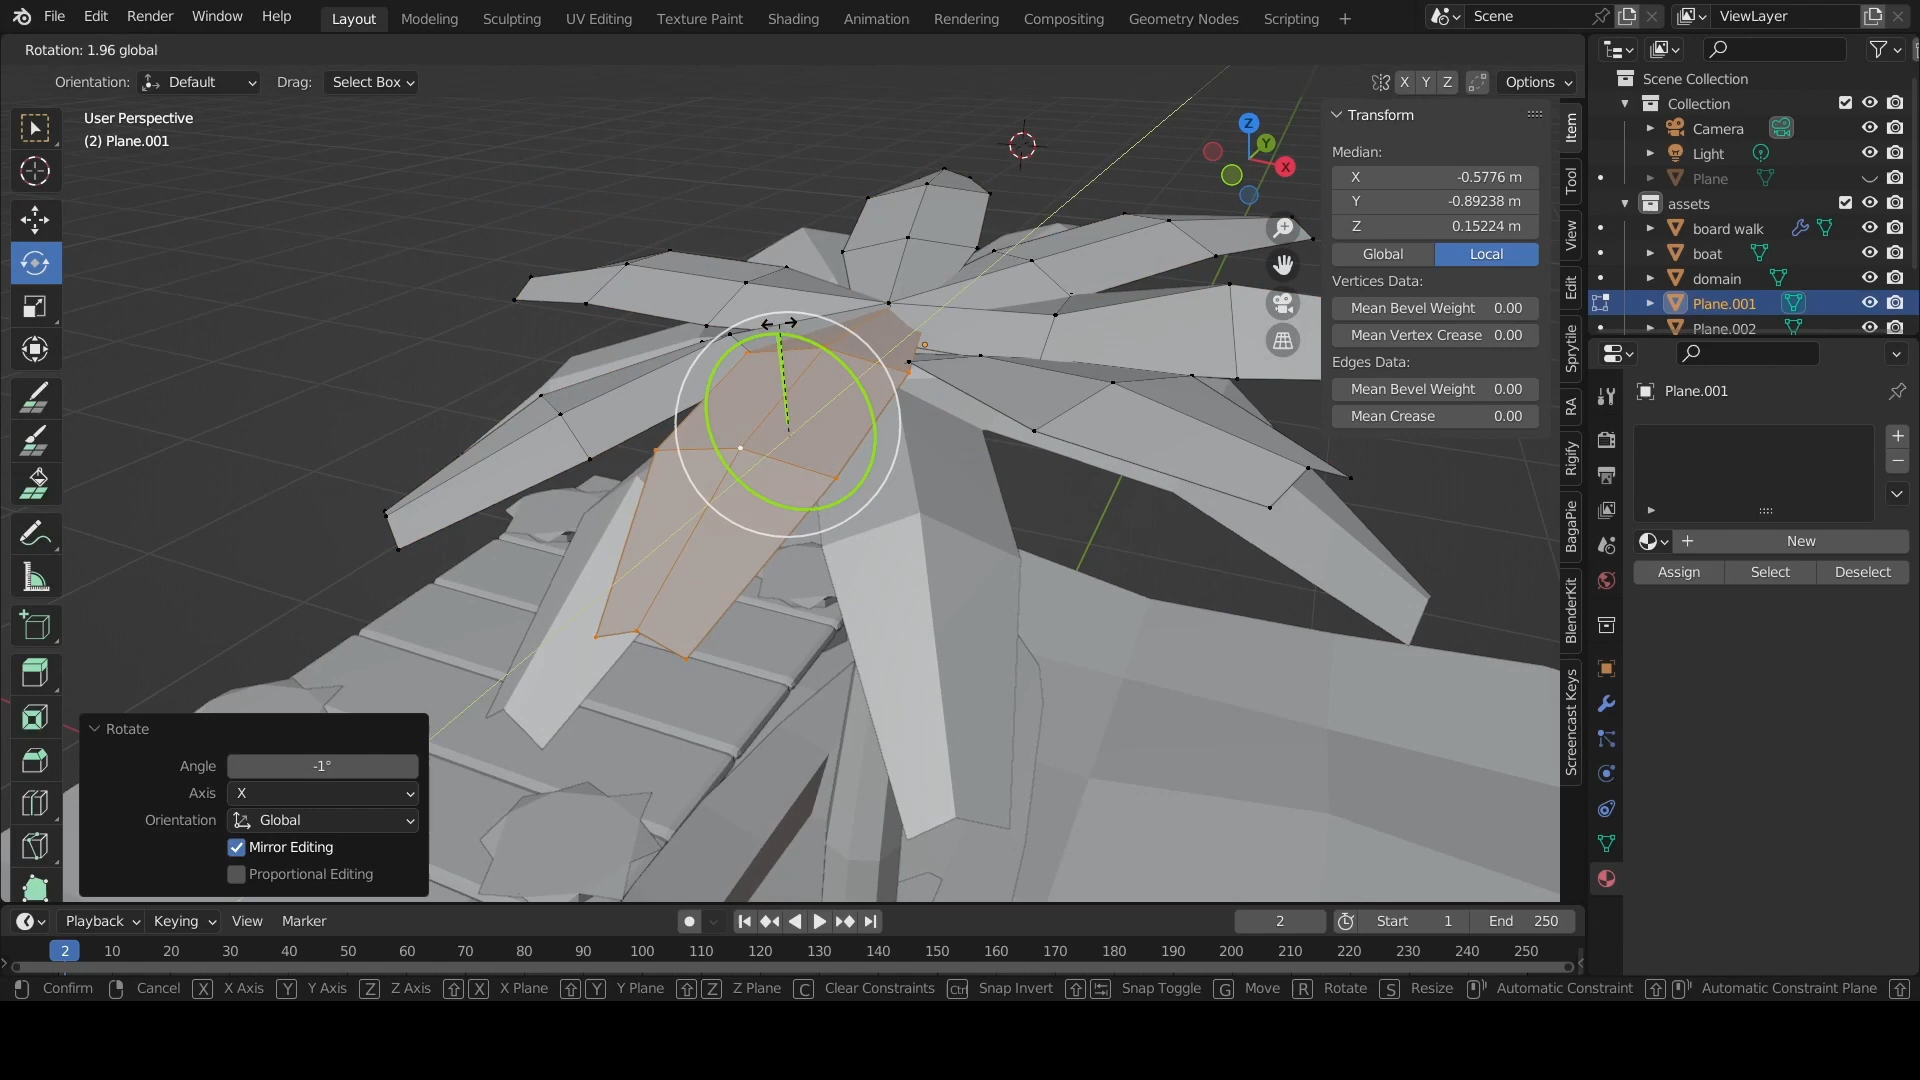 File Edit Render Window Help Layout Modeling Sculpting UV Editing Texture Paint Shading Animation Rendering Compositing Geometry Nodes Scripting + Scene ViewLayer
Rotation: 1.96 global
Orientation: Default Drag: Select Box X Y Z Options
User Perspective
(2) Plane.001
Z
Y
X
Transform
Median:
X -0.5776 m
Y -0.89238 m
Z 0.15224 m
Global Local
Vertices Data:
Mean Bevel Weight 0.00
Mean Vertex Crease 0.00
Edges Data:
Mean Bevel Weight 0.00
Mean Crease 0.00
Item
Tool
View
Edit
Sprytile
RA
Rigify
BagaPie
BlenderKit
Screencast Keys
Scene Collection
Collection
Camera
Light
Plane
assets
board walk
boat
domain
Plane.001
Plane.002
Plane.001
+
−
+ New
Assign Select Deselect
Rotate
Angle -1°
Axis X
Orientation Global
Mirror Editing
Proportional Editing
Playback Keying View Marker 2 Start 1 End 250
2 10 20 30 40 50 60 70 80 90 100 110 120 130 140 150 160 170 180 190 200 210 220 230 240 250
Confirm Cancel X X Axis Y Y Axis Z Z Axis X X Plane Y Y Plane Z Z Plane C Clear Constraints Ctrl Snap Invert Snap Toggle G Move R Rotate S Resize Automatic Constraint Automatic Constraint Plane